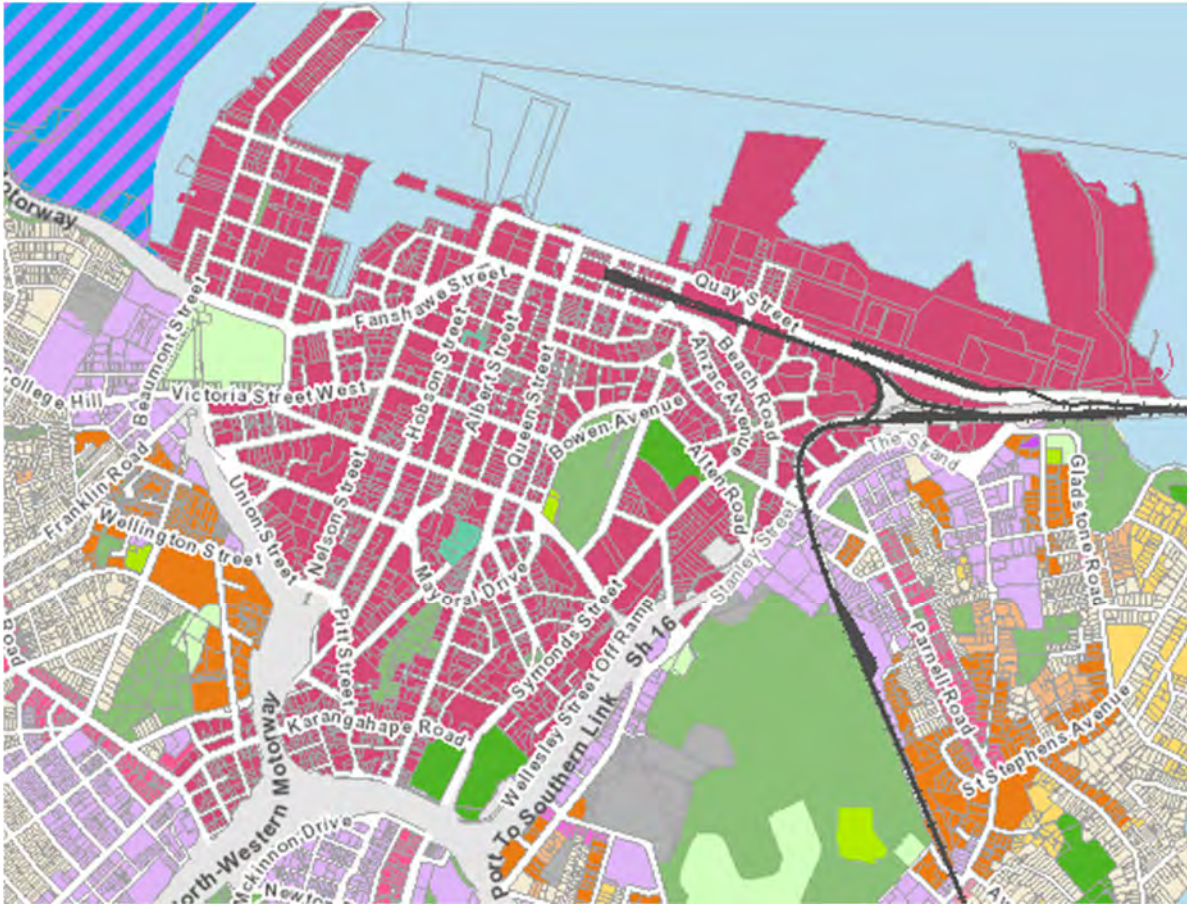 otorway
Quay Street
Fanshawe Street
Beaumont Street
Hobson Street
Albert Street
Queen Street
Anzac Avenue
Beach Road
College Hill
Victoria Street West
Bowen Avenue
Alten Road
The Strand
Gladstone Road
Franklin Road
Union Street
Nelson Street
Wellington Street
Stanley Street
Mayoral Drive
Pitt Street
Symonds Street
Wellesley Street Off Ramp
Sh-16
Parnell Road
St Stephens Avenue
Karangahape Road
Port To Southern Link
North-Western Motorway
Mckinnon Drive
Newton
Av